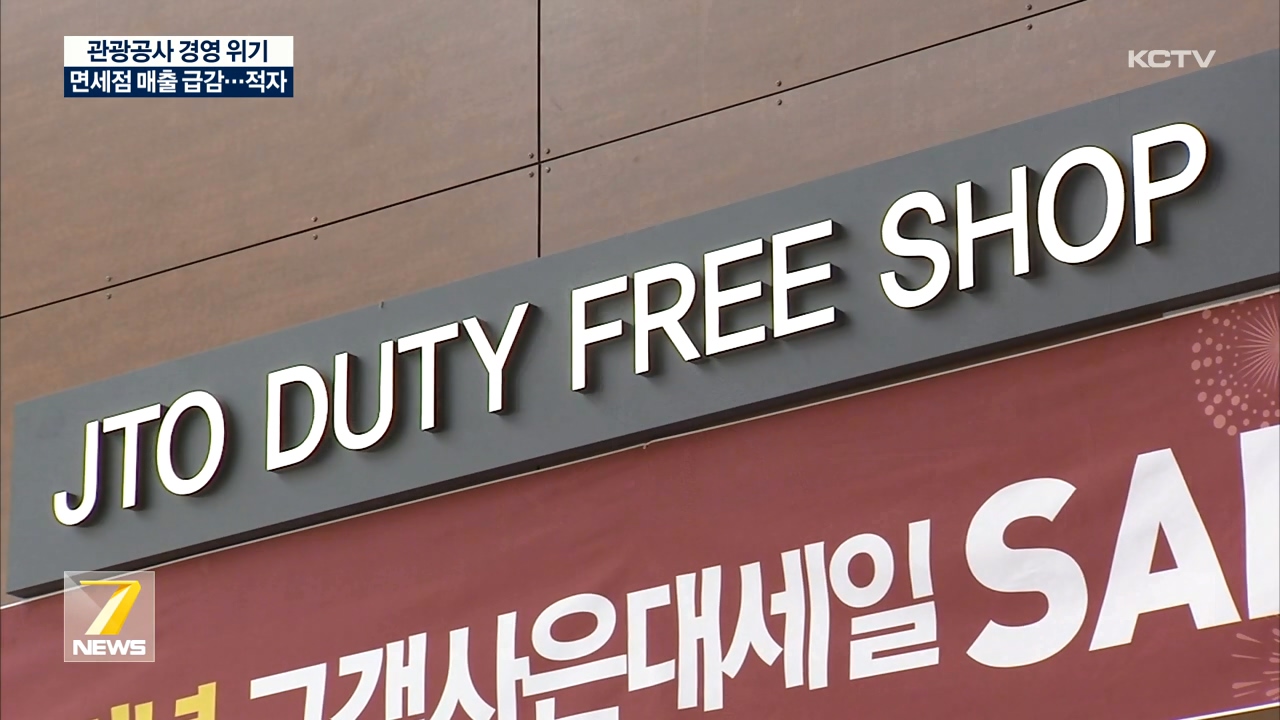 관광공사 경영 위기
면세점 매출 급감…적자
KCTV
JTO DUTY FREE SHOP
고객사은대세일
7
NEWS